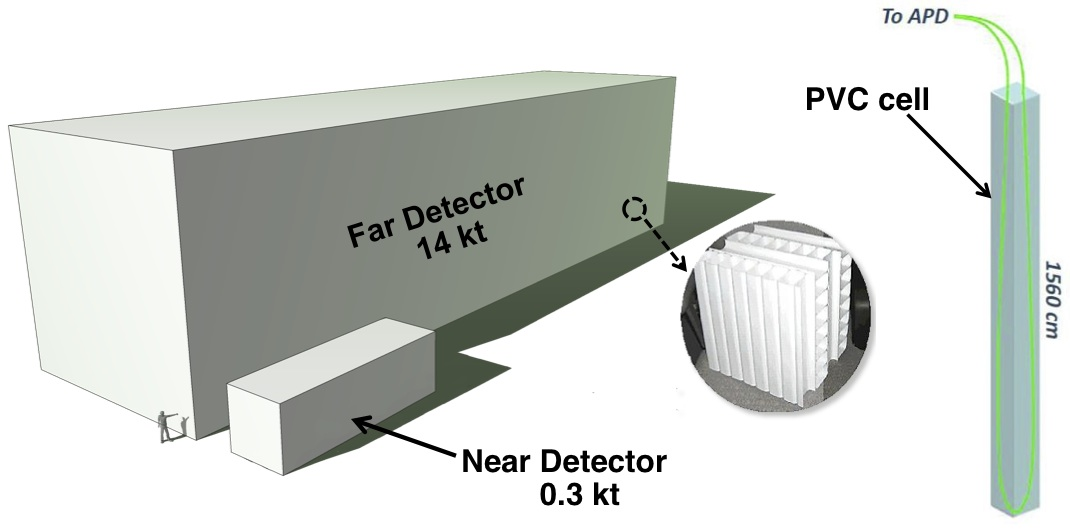 To APD
PVC cell
Far Detector
14 kt
1560 cm
Near Detector
0.3 kt